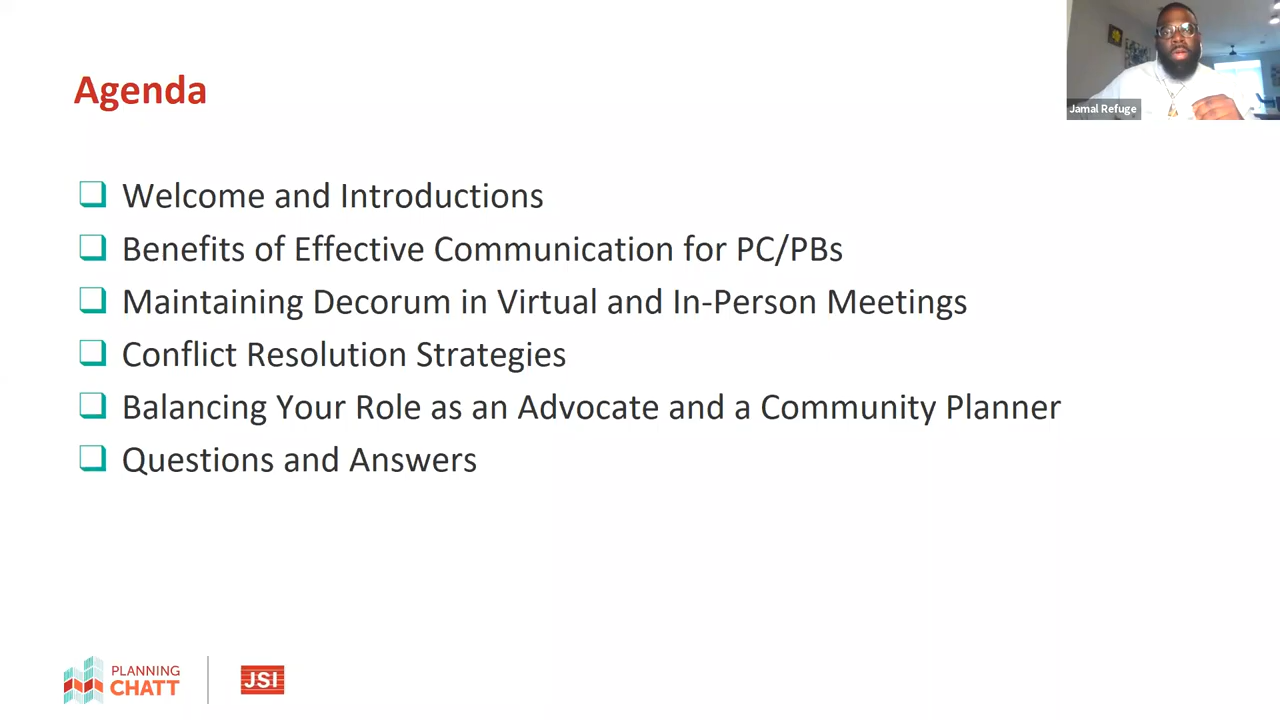 Agenda
Jamal Refuge
Welcome and Introductions
Benefits of Effective Communication for PC/PBs
Maintaining Decorum in Virtual and In-Person Meetings
Conflict Resolution Strategies
Balancing Your Role as an Advocate and a Community Planner
Questions and Answers
PLANNING
CHATT
JSI